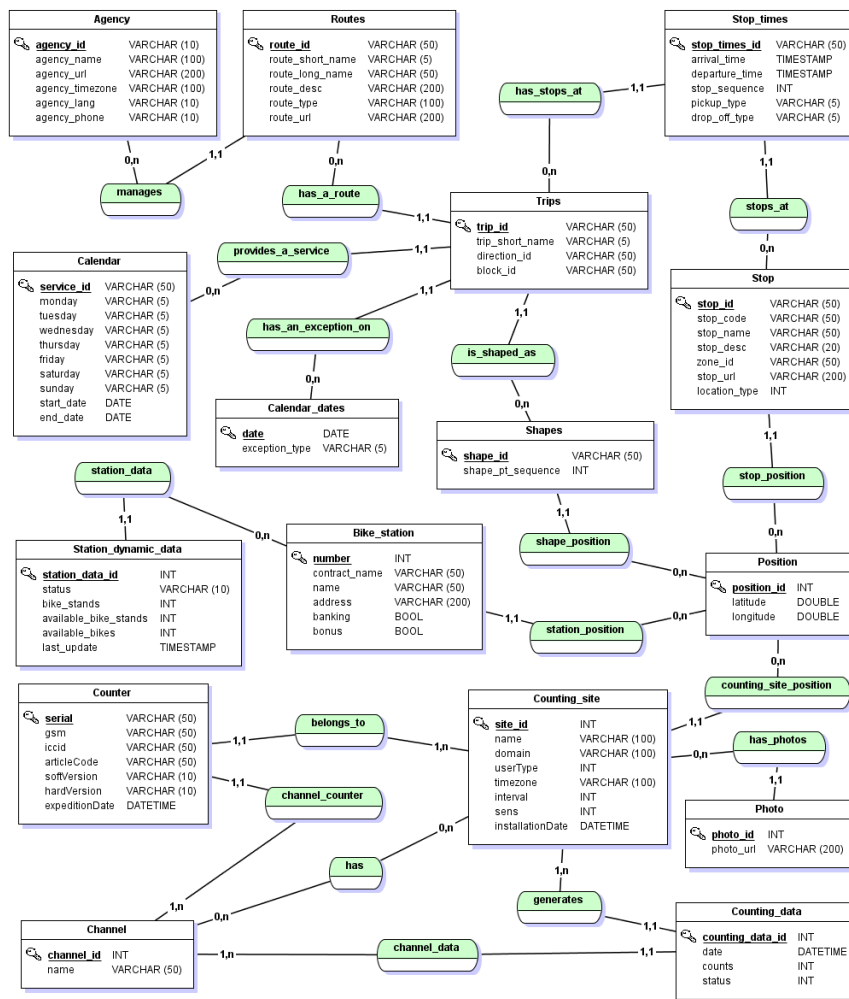 Agency
agency_id VARCHAR (10)
agency_name VARCHAR (100)
agency_url VARCHAR (200)
agency_timezone VARCHAR (100)
agency_lang VARCHAR (10)
agency_phone VARCHAR (10)
Routes
route_id VARCHAR (50)
route_short_name VARCHAR (5)
route_long_name VARCHAR (50)
route_desc VARCHAR (200)
route_type VARCHAR (100)
route_url VARCHAR (200)
Stop_times
stop_times_id VARCHAR (50)
arrival_time TIMESTAMP
departure_time TIMESTAMP
stop_sequence INT
pickup_type VARCHAR (5)
drop_off_type VARCHAR (5)
has_stops_at
1,1
0,n
0,n
1,1
0,n
1,1
manages
has_a_route
1,1
stops_at
0,n
Trips
trip_id VARCHAR (50)
trip_short_name VARCHAR (5)
direction_id VARCHAR (50)
block_id VARCHAR (50)
provides_a_service
1,1
0,n
Calendar
service_id VARCHAR (50)
monday VARCHAR (5)
tuesday VARCHAR (5)
wednesday VARCHAR (5)
thursday VARCHAR (5)
friday VARCHAR (5)
saturday VARCHAR (5)
sunday VARCHAR (5)
start_date DATE
end_date DATE
has_an_exception_on
1,1
0,n
Stop
stop_id VARCHAR (50)
stop_code VARCHAR (50)
stop_name VARCHAR (50)
stop_desc VARCHAR (20)
zone_id VARCHAR (50)
stop_url VARCHAR (200)
location_type INT
1,1
is_shaped_as
0,n
Calendar_dates
date DATE
exception_type VARCHAR (5)
Shapes
shape_id VARCHAR (50)
shape_pt_sequence INT
1,1
stop_position
0,n
station_data
1,1
0,n
Station_dynamic_data
station_data_id INT
status VARCHAR (10)
bike_stands INT
available_bike_stands INT
available_bikes INT
last_update TIMESTAMP
Bike_station
number INT
contract_name VARCHAR (50)
name VARCHAR (50)
address VARCHAR (200)
banking BOOL
bonus BOOL
1,1
shape_position
0,n
Position
position_id INT
latitude DOUBLE
longitude DOUBLE
1,1
station_position
0,n
0,n
counting_site_position
1,1
Counter
serial VARCHAR (50)
gsm VARCHAR (50)
iccid VARCHAR (50)
articleCode VARCHAR (50)
softVersion VARCHAR (10)
hardVersion VARCHAR (10)
expeditionDate DATETIME
belongs_to
1,1
1,n
Counting_site
site_id INT
name VARCHAR (100)
domain VARCHAR (100)
userType INT
timezone VARCHAR (100)
interval INT
sens INT
installationDate DATETIME
has_photos
0,n
1,1
Photo
photo_id INT
photo_url VARCHAR (200)
1,1
channel_counter
1,n
0,n
has
0,n
1,n
generates
1,1
Channel
channel_id INT
name VARCHAR (50)
1,n
channel_data
1,1
Counting_data
counting_data_id INT
date DATETIME
counts INT
status INT